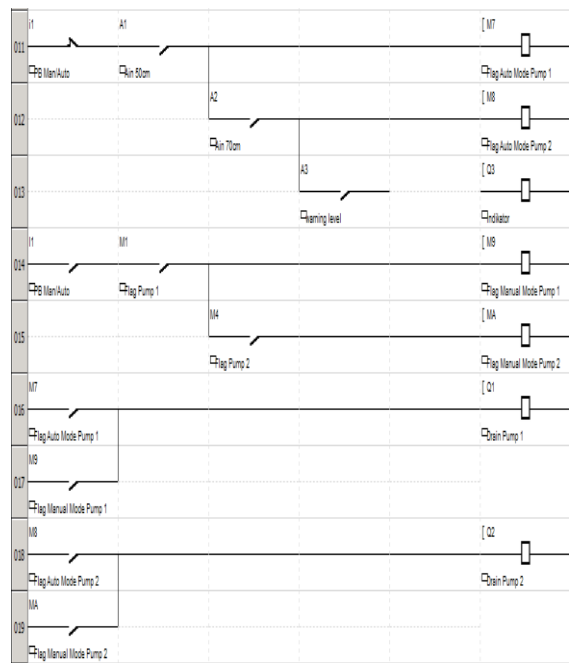 i1 A1 [ M7
011
PB Man/Auto Ain 50cm Flag Auto Mode Pump 1
A2 [ M8
012
Ain 70cm Flag Auto Mode Pump 2
A3 [ Q3
013
warning level Indikator
I1 M1 [ M9
014
PB Man/Auto Flag Pump 1 Flag Manual Mode Pump 1
M4 [ MA
015
Flag Pump 2 Flag Manual Mode Pump 2
M7 [ Q1
016
Flag Auto Mode Pump 1 Drain Pump 1
M9
017
Flag Manual Mode Pump 1
M8 [ Q2
018
Flag Auto Mode Pump 2 Drain Pump 2
MA
019
Flag Manual Mode Pump 2